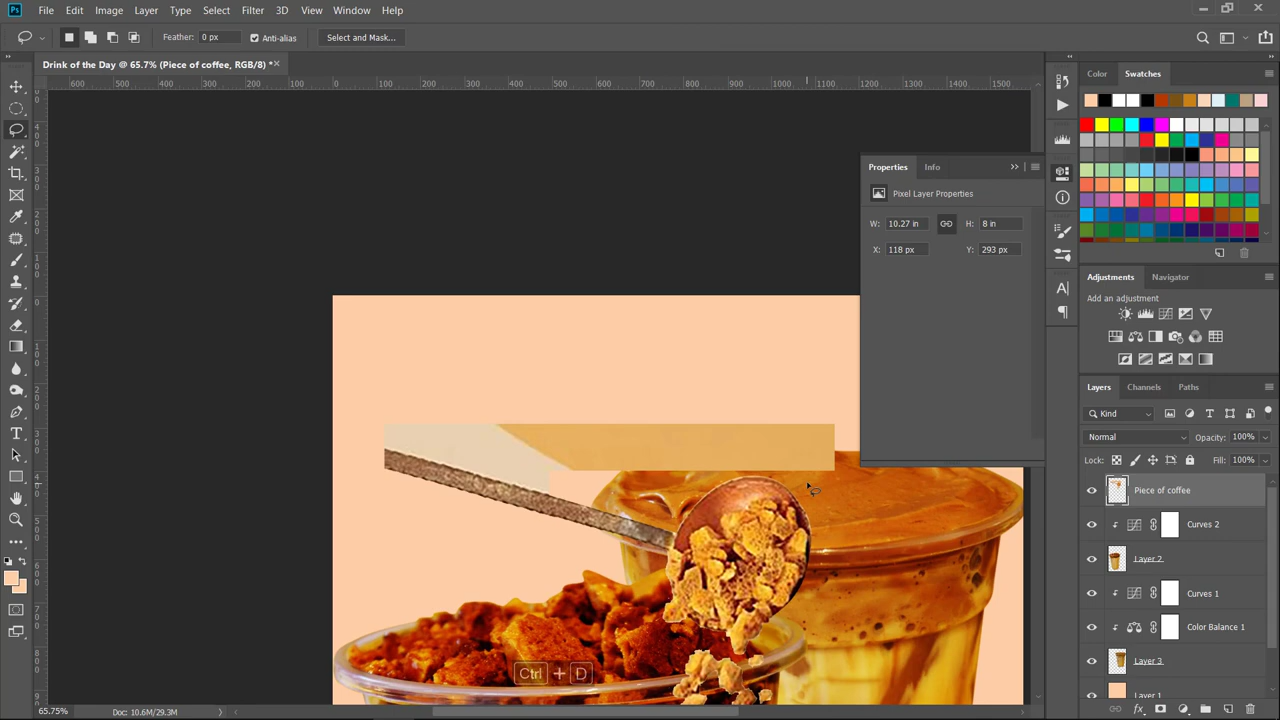 Ps File Edit Image Layer Type Select Filter 3D View Window Help
Feather: 0 px Anti-alias Select and Mask...
Drink of the Day @ 65.7% (Piece of coffee, RGB/8) *
600 500 400 300 200 100 0 100 200 300 400 500 600 700 800 900 1000 1100 1200 1300 1400 1500
Color Swatches
Properties Info
Pixel Layer Properties
W: 10.27 in H: 8 in
X: 118 px Y: 293 px
Adjustments Navigator
Add an adjustment
Layers Channels Paths
Kind
Normal Opacity: 100%
Lock: Fill: 100%
Piece of coffee
Curves 2
Layer 2
Curves 1
Color Balance 1
Layer 3
Layer 1
Ctrl + D
65.75% Doc: 10.6M/29.3M